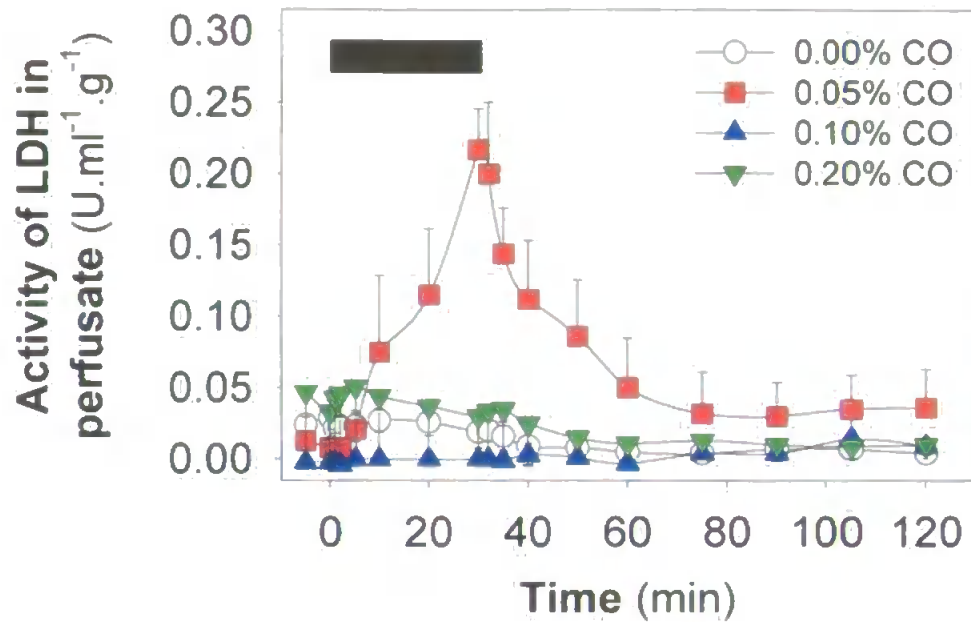 Activity of LDH in
perfusate (U.ml⁻¹.g⁻¹)
0.30
0.25
0.20
0.15
0.10
0.05
0.00
0.00% CO
0.05% CO
0.10% CO
0.20% CO
0 20 40 60 80 100 120
Time (min)